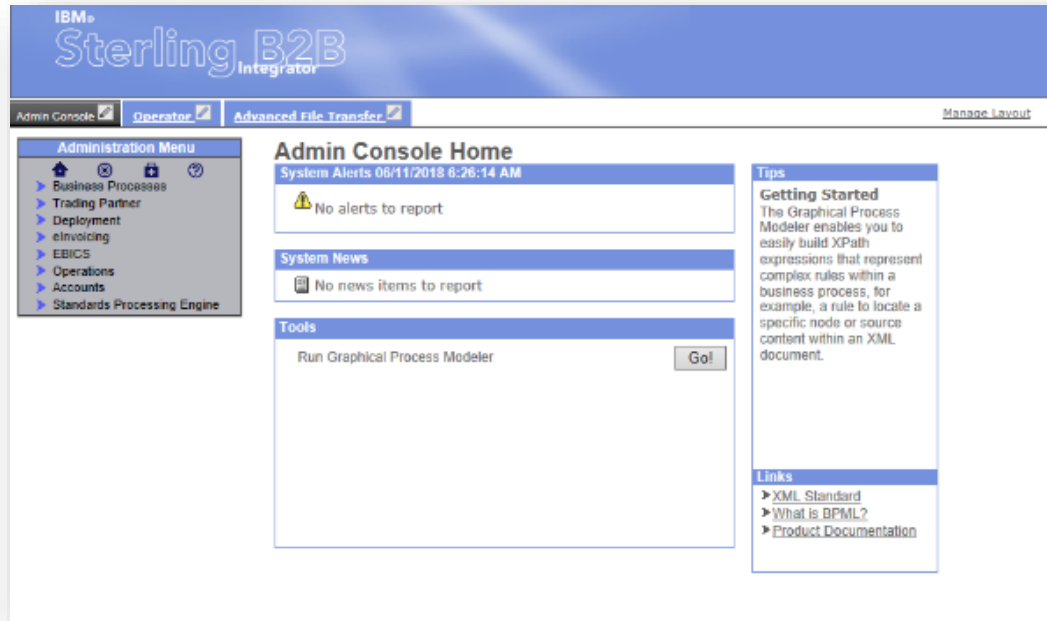 IBM®
Sterling B2B
Integrator
Admin Console
Operator
Advanced File Transfer
Manage Layout
Administration Menu
Business Processes
Trading Partner
Deployment
eInvoicing
EBICS
Operations
Accounts
Standards Processing Engine
Admin Console Home
System Alerts 06/11/2018 6:26:14 AM
No alerts to report
System News
No news items to report
Tools
Run Graphical Process Modeler
Go!
Tips
Getting Started
The Graphical Process
Modeler enables you to
easily build XPath
expressions that represent
complex rules within a
business process, for
example, a rule to locate a
specific node or source
content within an XML
document.
Links
XML Standard
What is BPML?
Product Documentation